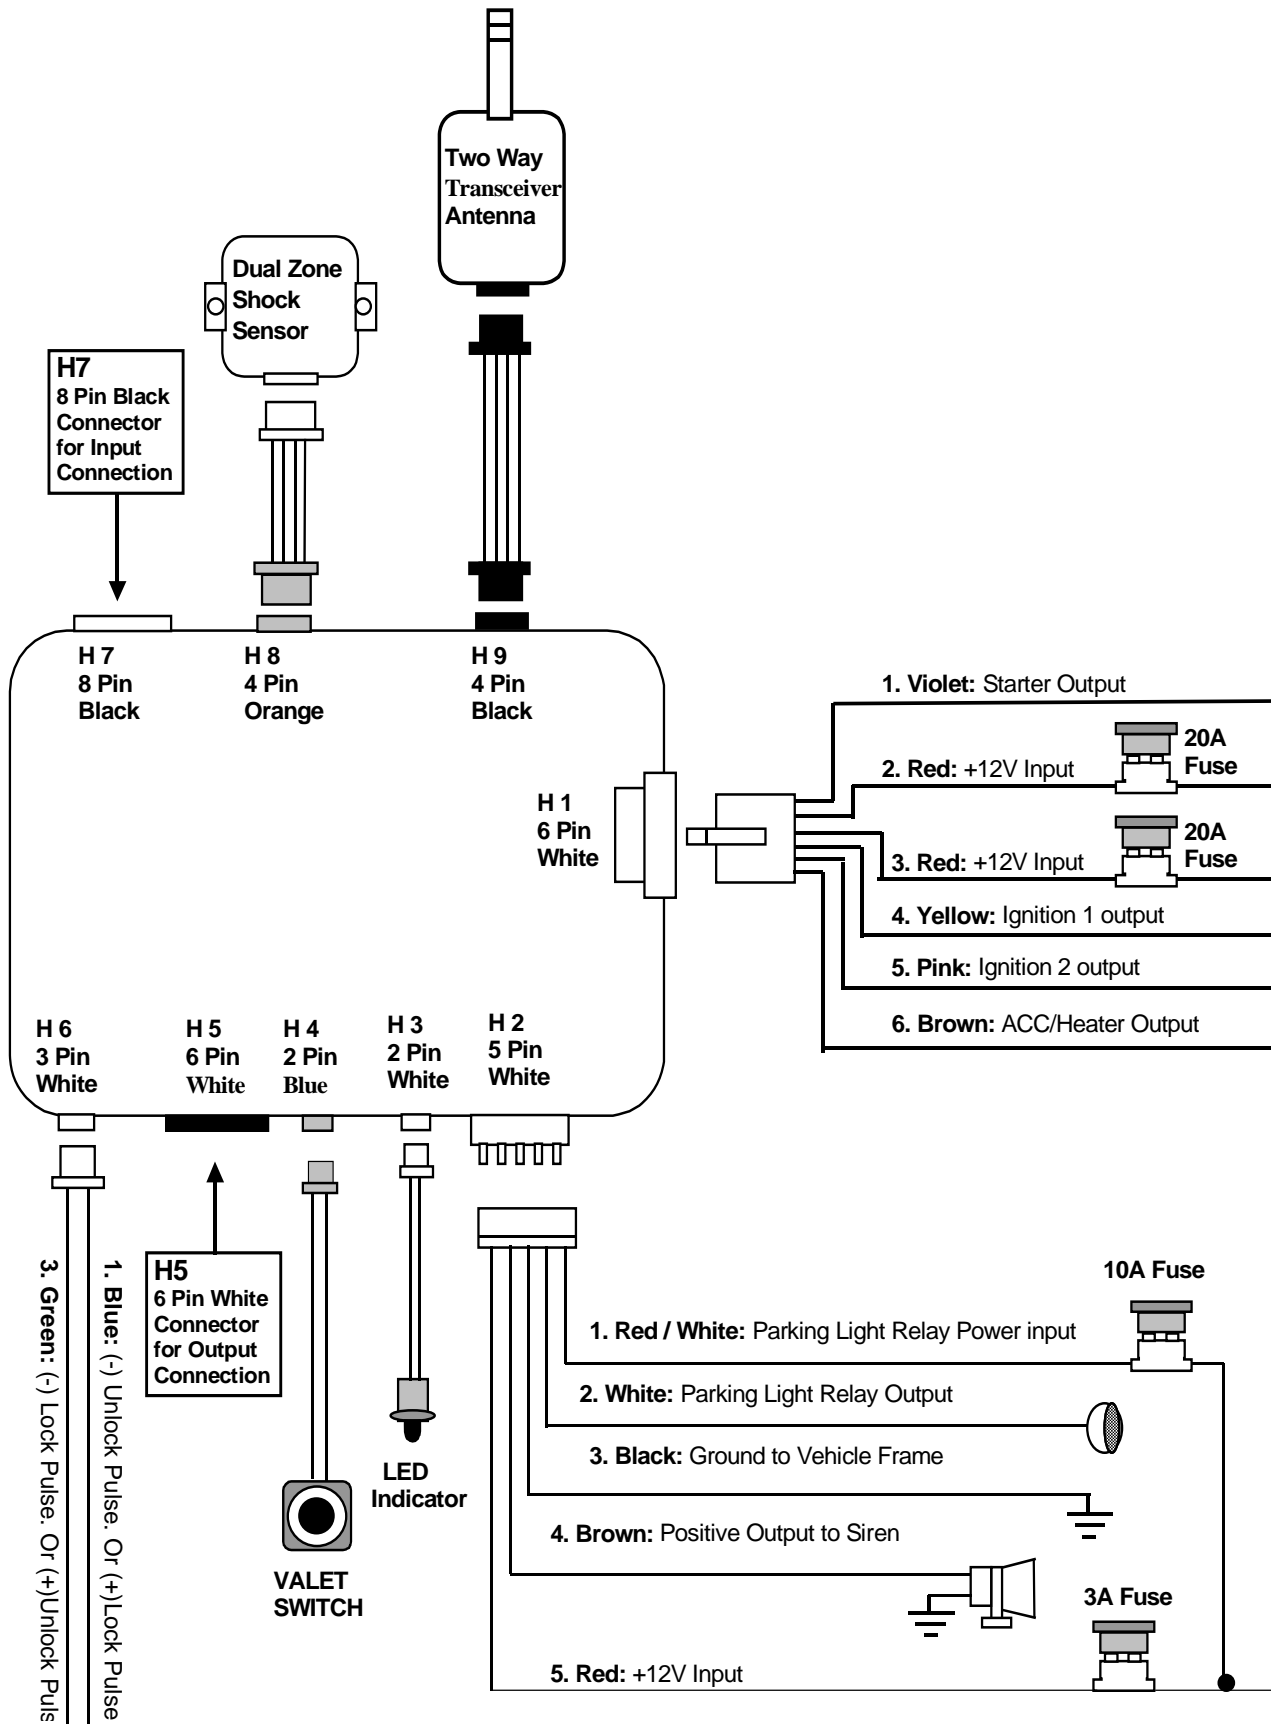 Two Way
Transceiver
Antenna
Dual Zone
Shock
Sensor
H7
8 Pin Black
Connector
for Input
Connection
H 7
8 Pin
Black
H 8
4 Pin
Orange
H 9
4 Pin
Black
1. Violet: Starter Output
20A
Fuse
2. Red: +12V Input
H 1
6 Pin
White
20A
Fuse
3. Red: +12V Input
4. Yellow: Ignition 1 output
5. Pink: Ignition 2 output
6. Brown: ACC/Heater Output
H 6
3 Pin
White
H 5
6 Pin
White
H 4
2 Pin
Blue
H 3
2 Pin
White
H 2
5 Pin
White
3. Green: (-) Lock Pulse. Or (+)Unlock Puls
1. Blue: (-) Unlock Pulse. Or (+)Lock Pulse
H5
6 Pin White
Connector
for Output
Connection
10A Fuse
1. Red / White: Parking Light Relay Power input
2. White: Parking Light Relay Output
3. Black: Ground to Vehicle Frame
LED
Indicator
4. Brown: Positive Output to Siren
VALET
SWITCH
3A Fuse
5. Red: +12V Input